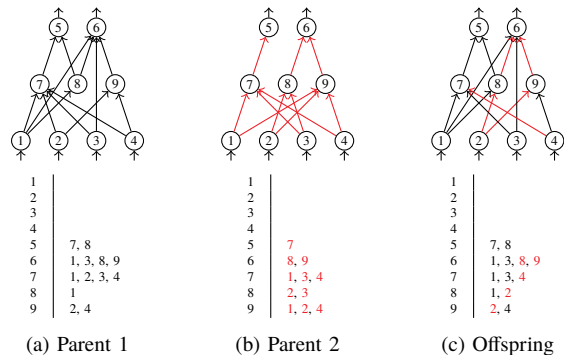 5 6 5 6 5 6
7 8 9 7 8 9 7 8 9
1 2 3 4 1 2 3 4 1 2 3 4
1 1 1
2 2 2
3 3 3
4 4 4
5 7, 8 5 7 5 7, 8
6 1, 3, 8, 9 6 8, 9 6 1, 3, 8, 9
7 1, 2, 3, 4 7 1, 3, 4 7 1, 3, 4
8 1 8 2, 3 8 1, 2
9 2, 4 9 1, 2, 4 9 2, 4
(a) Parent 1 (b) Parent 2 (c) Offspring